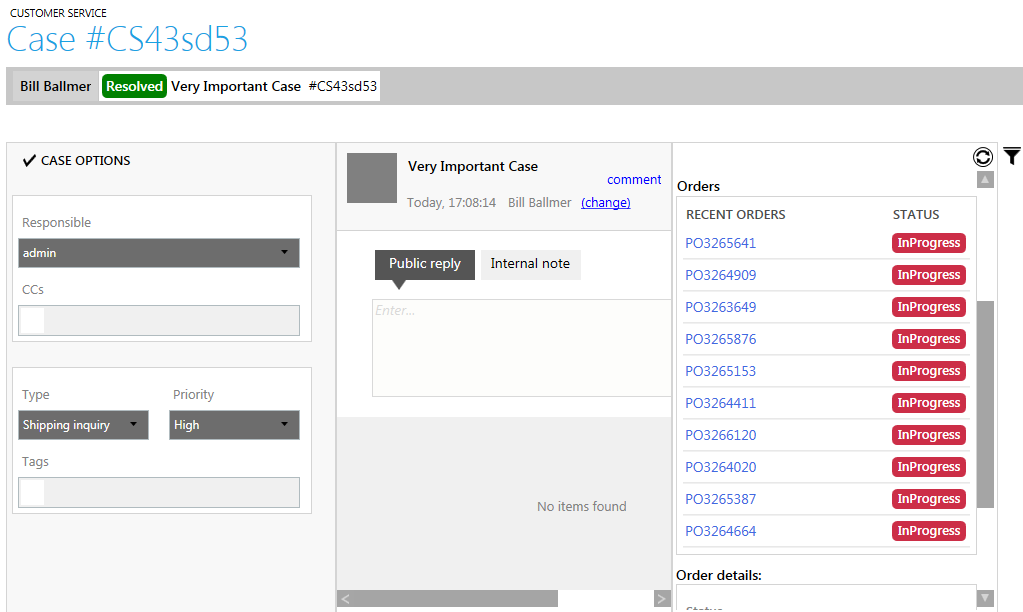 CUSTOMER SERVICE
Case #CS43sd53
Bill Ballmer Resolved Very Important Case #CS43sd53
CASE OPTIONS
Responsible
admin
CCs
Type Priority
Shipping inquiry High
Tags
Very Important Case
comment
Today, 17:08:14 Bill Ballmer (change)
Public reply Internal note
Enter...
No items found
Orders
RECENT ORDERS STATUS
PO3265641 InProgress
PO3264909 InProgress
PO3263649 InProgress
PO3265876 InProgress
PO3265153 InProgress
PO3264411 InProgress
PO3266120 InProgress
PO3264020 InProgress
PO3265387 InProgress
PO3264664 InProgress
Order details:
Status